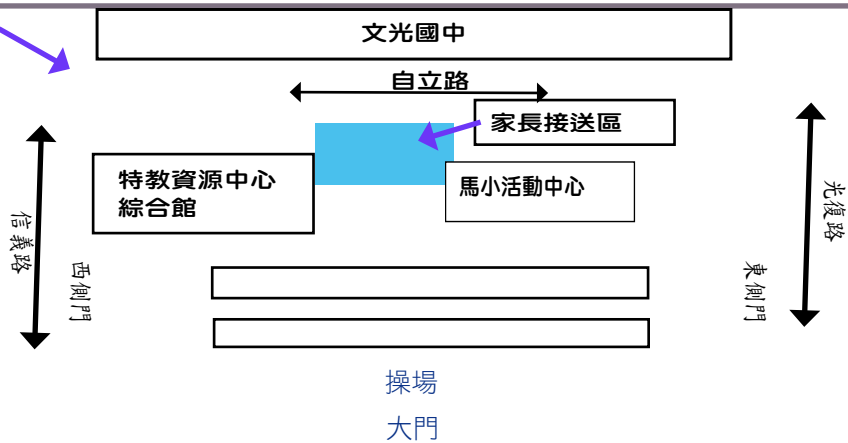 文光國中
自立路
家長接送區
特教資源中心
綜合館
馬小活動中心
信義路
西側門
東側門
光復路
操場
大門